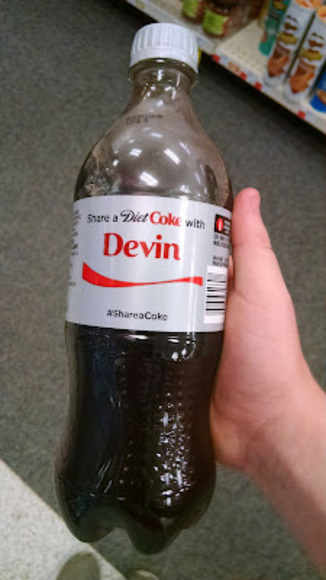 Share a Diet Coke with
Devin
#ShareaCoke